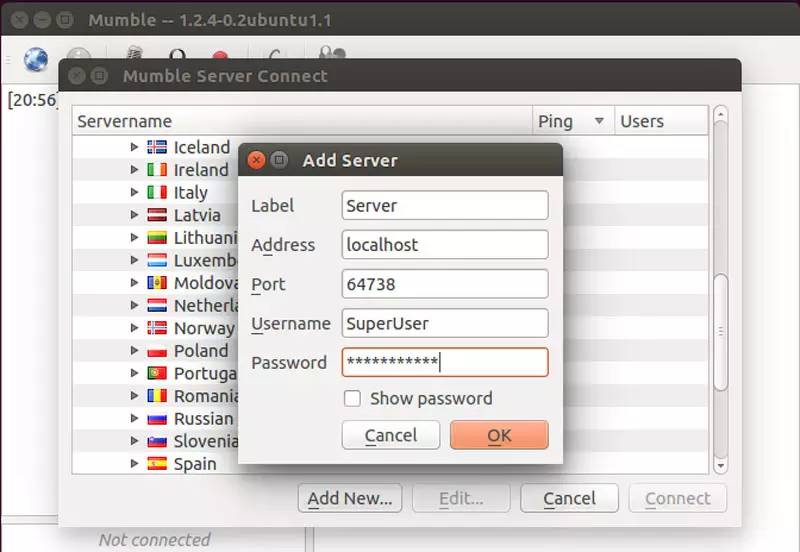 Mumble -- 1.2.4-0.2ubuntu1.1
Mumble Server Connect
[20:56]
Servername Ping Users
Iceland
Ireland
Italy
Latvia
Lithuani
Luxemb
Moldova
Netherla
Norway
Poland
Portuga
Romania
Russian
Slovenia
Spain
Add Server
Label Server
Address localhost
Port 64738
Username SuperUser
Password ***********
Show password
Cancel OK
Add New... Edit... Cancel Connect
Not connected